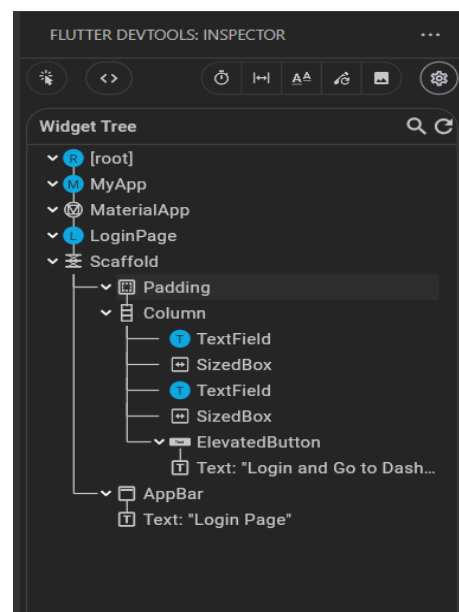 FLUTTER DEVTOOLS: INSPECTOR
Widget Tree
[root]
MyApp
MaterialApp
LoginPage
Scaffold
Padding
Column
TextField
SizedBox
TextField
SizedBox
ElevatedButton
Text: "Login and Go to Dash...
AppBar
Text: "Login Page"